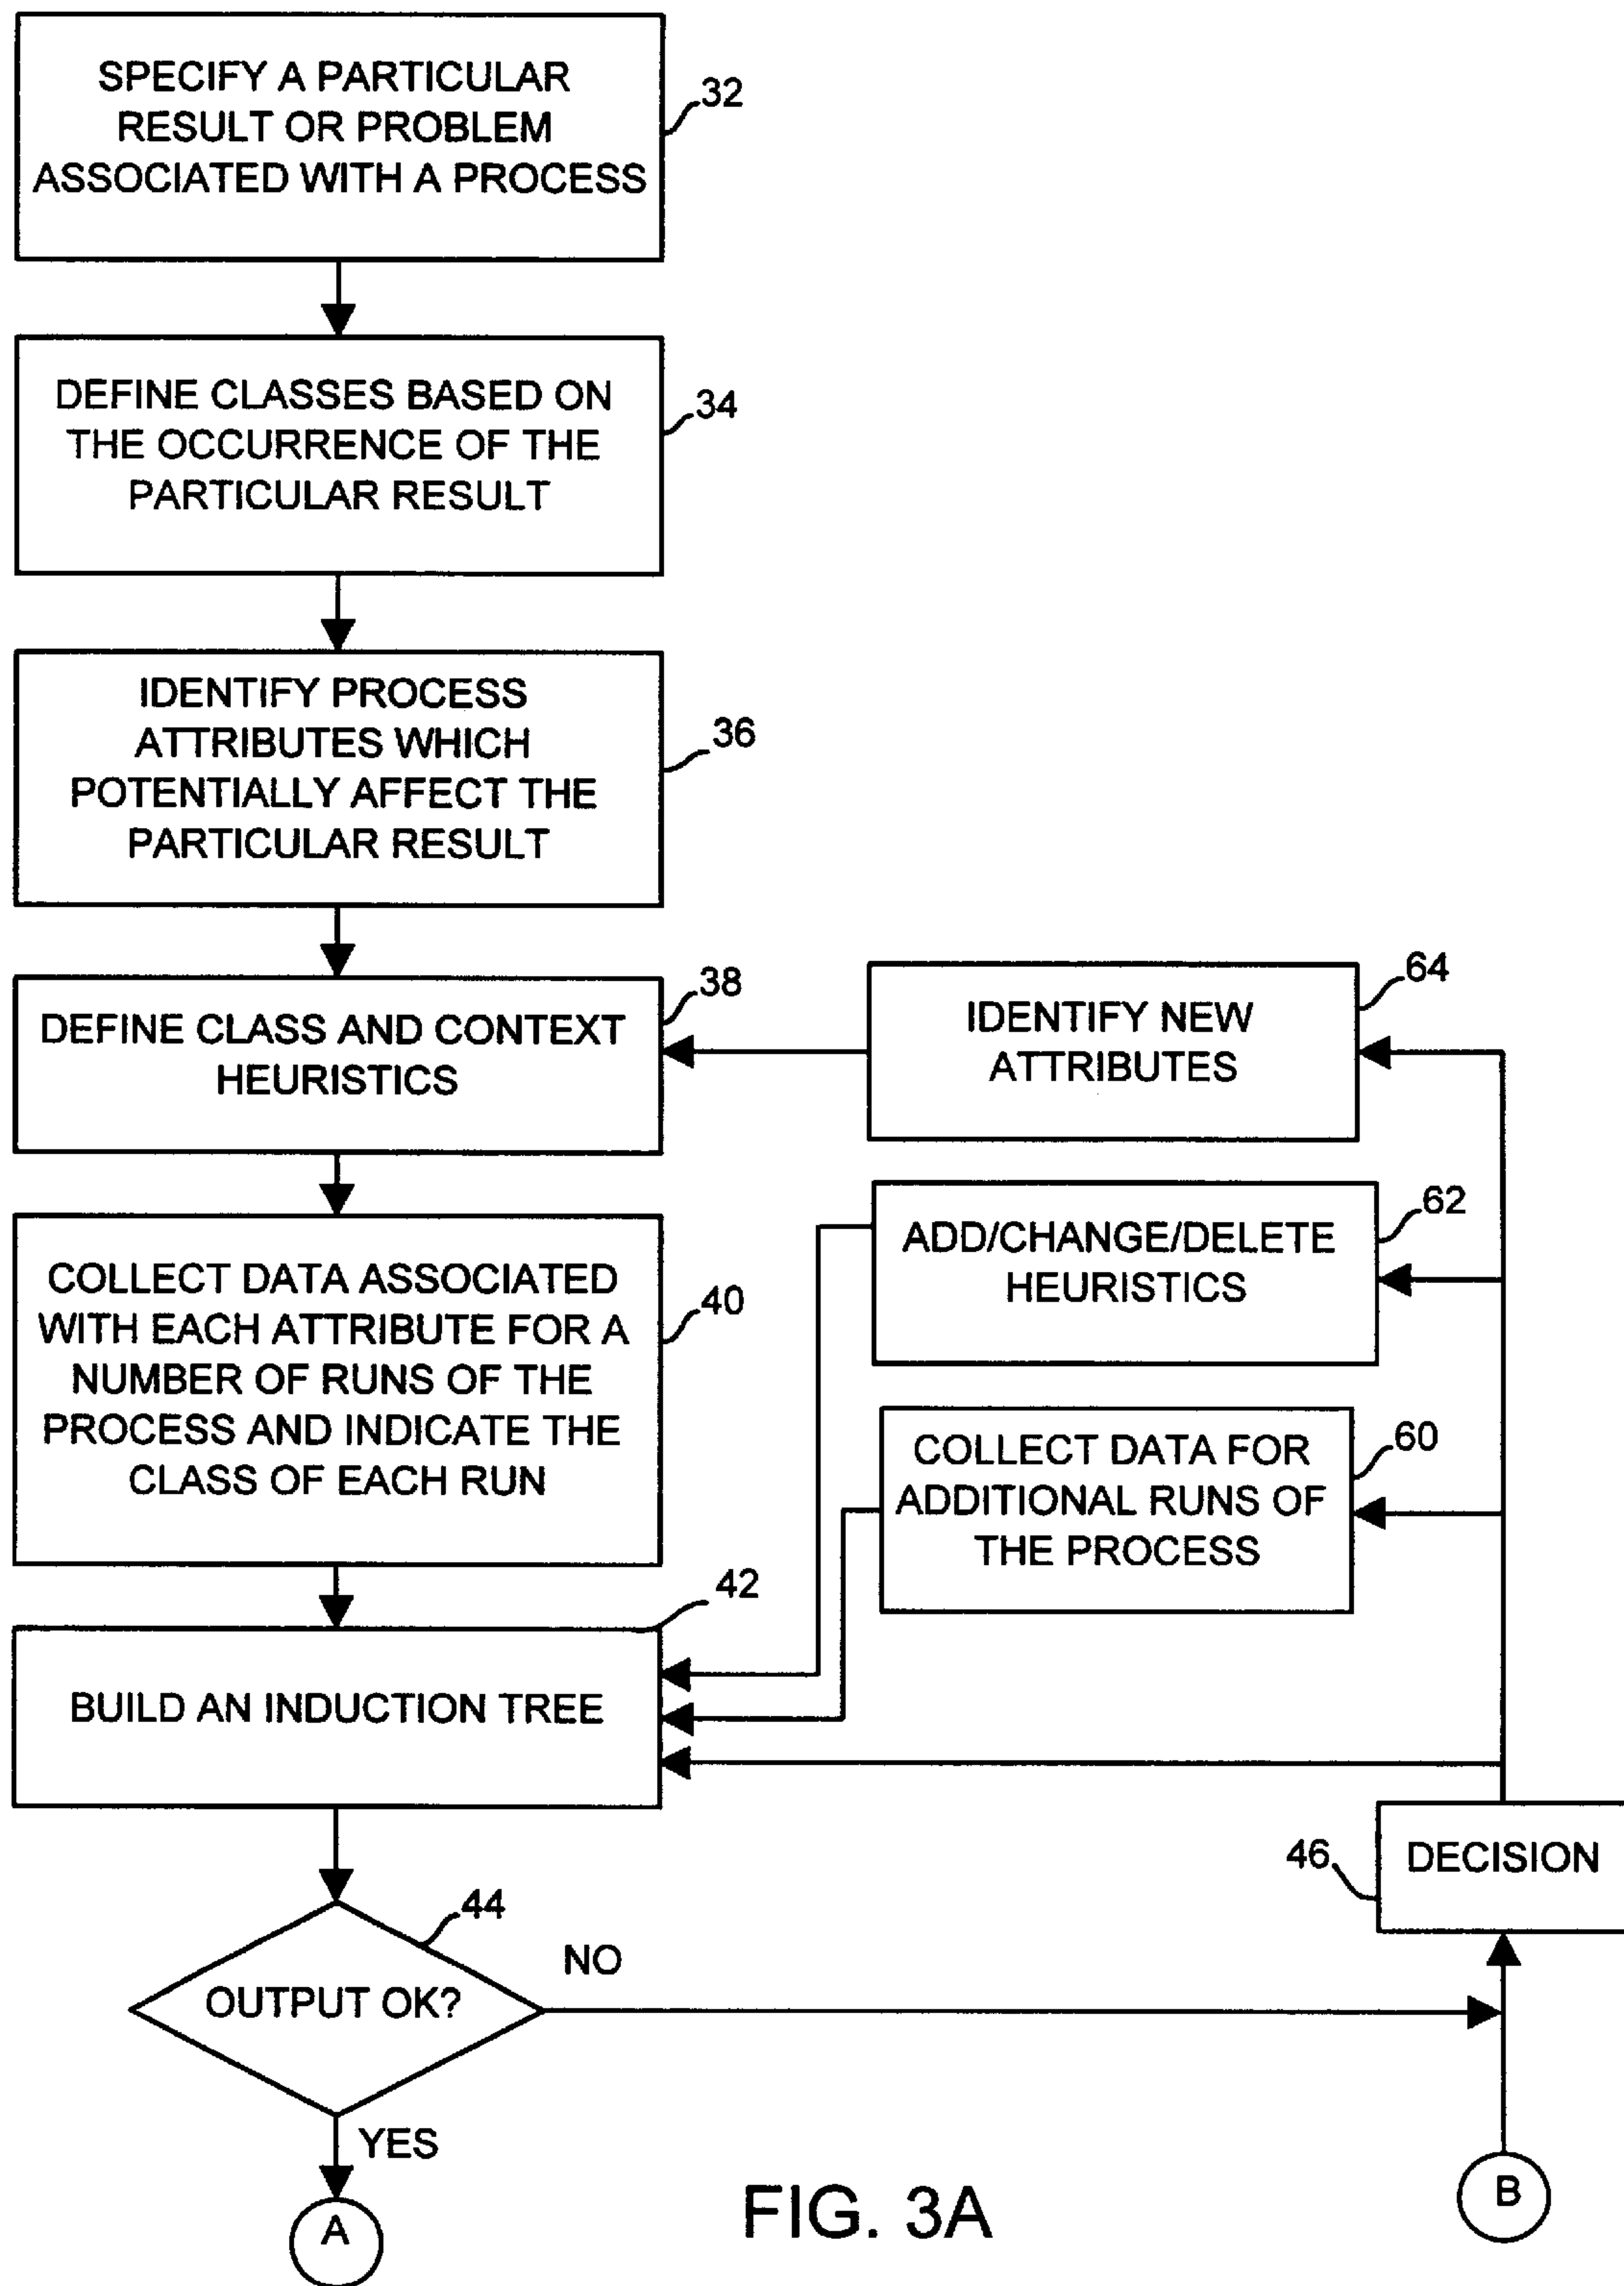 SPECIFY A PARTICULAR
RESULT OR PROBLEM
ASSOCIATED WITH A PROCESS
32
DEFINE CLASSES BASED ON
THE OCCURRENCE OF THE
PARTICULAR RESULT
34
IDENTIFY PROCESS
ATTRIBUTES WHICH
POTENTIALLY AFFECT THE
PARTICULAR RESULT
36
DEFINE CLASS AND CONTEXT
HEURISTICS
38
IDENTIFY NEW
ATTRIBUTES
64
ADD/CHANGE/DELETE
HEURISTICS
62
COLLECT DATA ASSOCIATED
WITH EACH ATTRIBUTE FOR A
NUMBER OF RUNS OF THE
PROCESS AND INDICATE THE
CLASS OF EACH RUN
40
COLLECT DATA FOR
ADDITIONAL RUNS OF
THE PROCESS
60
BUILD AN INDUCTION TREE
42
DECISION
46
OUTPUT OK?
44
NO
YES
A
B
FIG. 3A